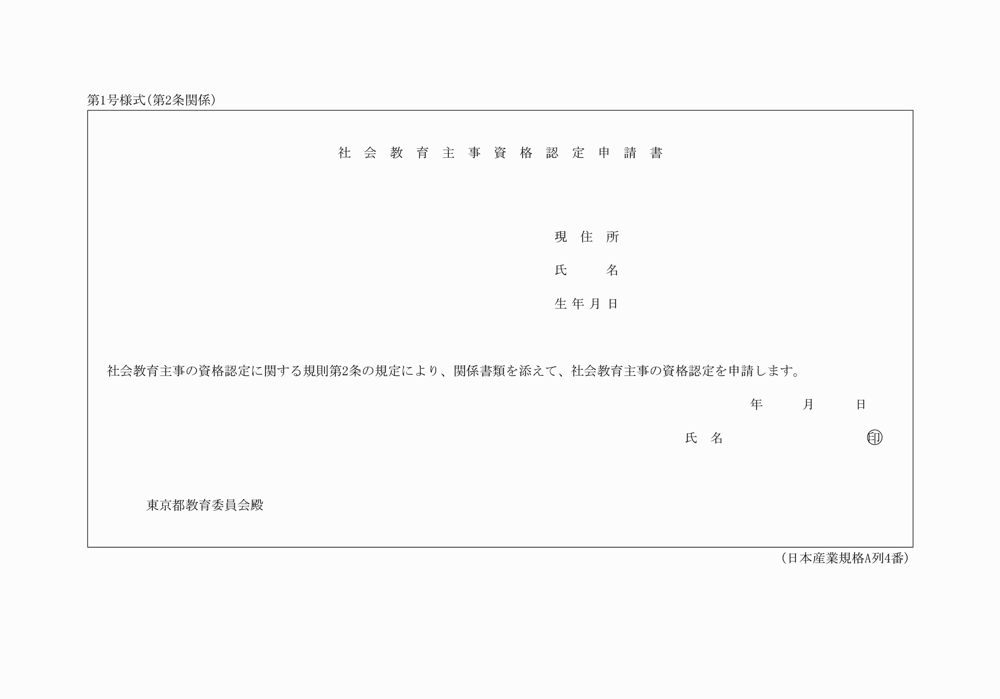 第1号様式(第2条関係)
社会教育主事資格認定申請書
現住所
氏名
生年月日
社会教育主事の資格認定に関する規則第2条の規定により、関係書類を添えて、社会教育主事の資格認定を申請します。
年　月　日
氏名　㊞
東京都教育委員会殿
(日本産業規格A列4番)